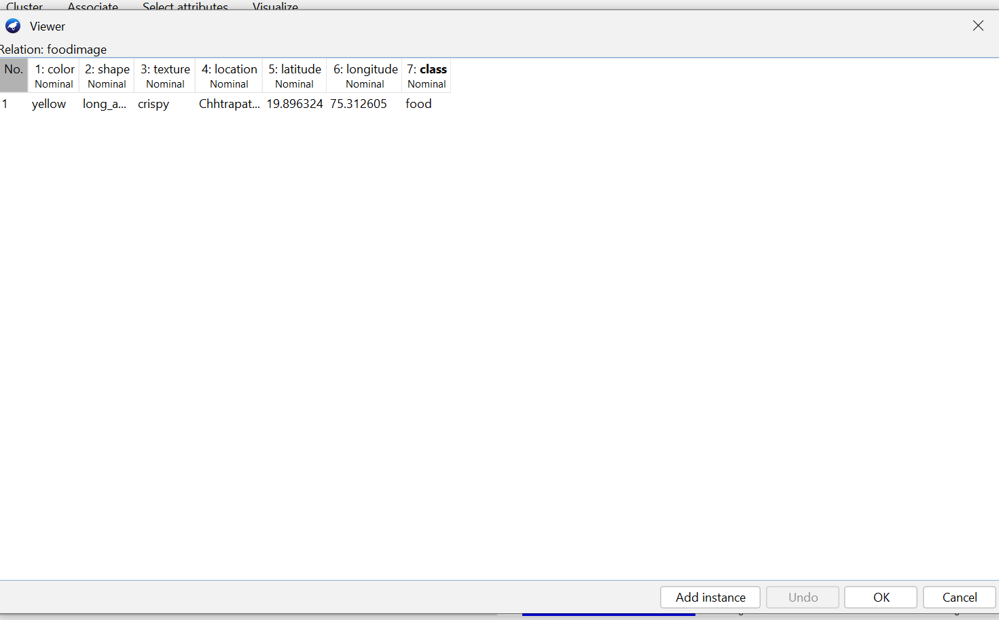 Cluster Associate Select attributes Visualize
Viewer
Relation: foodimage
No. 1: color 2: shape 3: texture 4: location 5: latitude 6: longitude 7: class
Nominal Nominal Nominal Nominal Nominal Nominal Nominal
1 yellow long_a... crispy Chhtrapat... 19.896324 75.312605 food
Add instance Undo OK Cancel